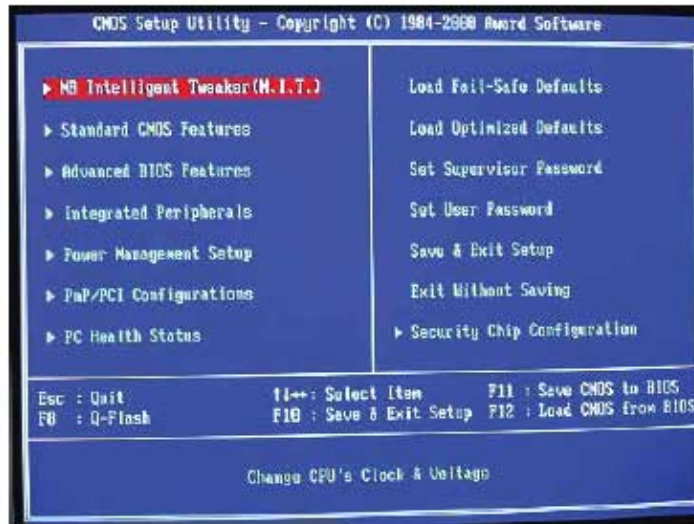 CMOS Setup Utility - Copyright (C) 1984-2008 Award Software
▶ MB Intelligent Tweaker(M.I.T.)
▶ Standard CMOS Features
▶ Advanced BIOS Features
▶ Integrated Peripherals
▶ Power Management Setup
▶ PnP/PCI Configurations
▶ PC Health Status
Load Fail-Safe Defaults
Load Optimized Defaults
Set Supervisor Password
Set User Password
Save & Exit Setup
Exit Without Saving
▶ Security Chip Configuration
Esc : Quit ↑↓→←: Select Item F11 : Save CMOS to BIOS
F8 : Q-Flash F10 : Save & Exit Setup F12 : Load CMOS from BIOS
Change CPU's Clock & Voltage